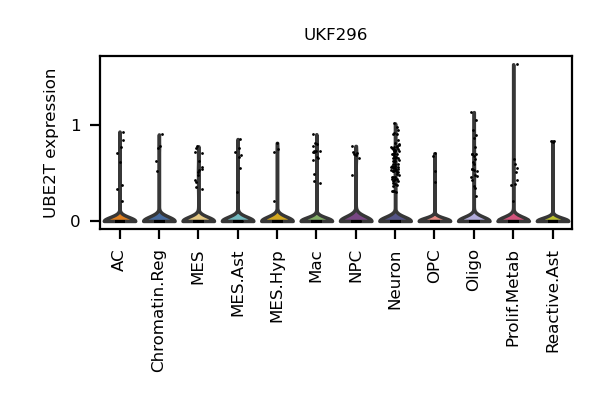 UKF296
UBE2T expression
1
0
AC
Chromatin.Reg
MES
MES.Ast
MES.Hyp
Mac
NPC
Neuron
OPC
Oligo
Prolif.Metab
Reactive.Ast